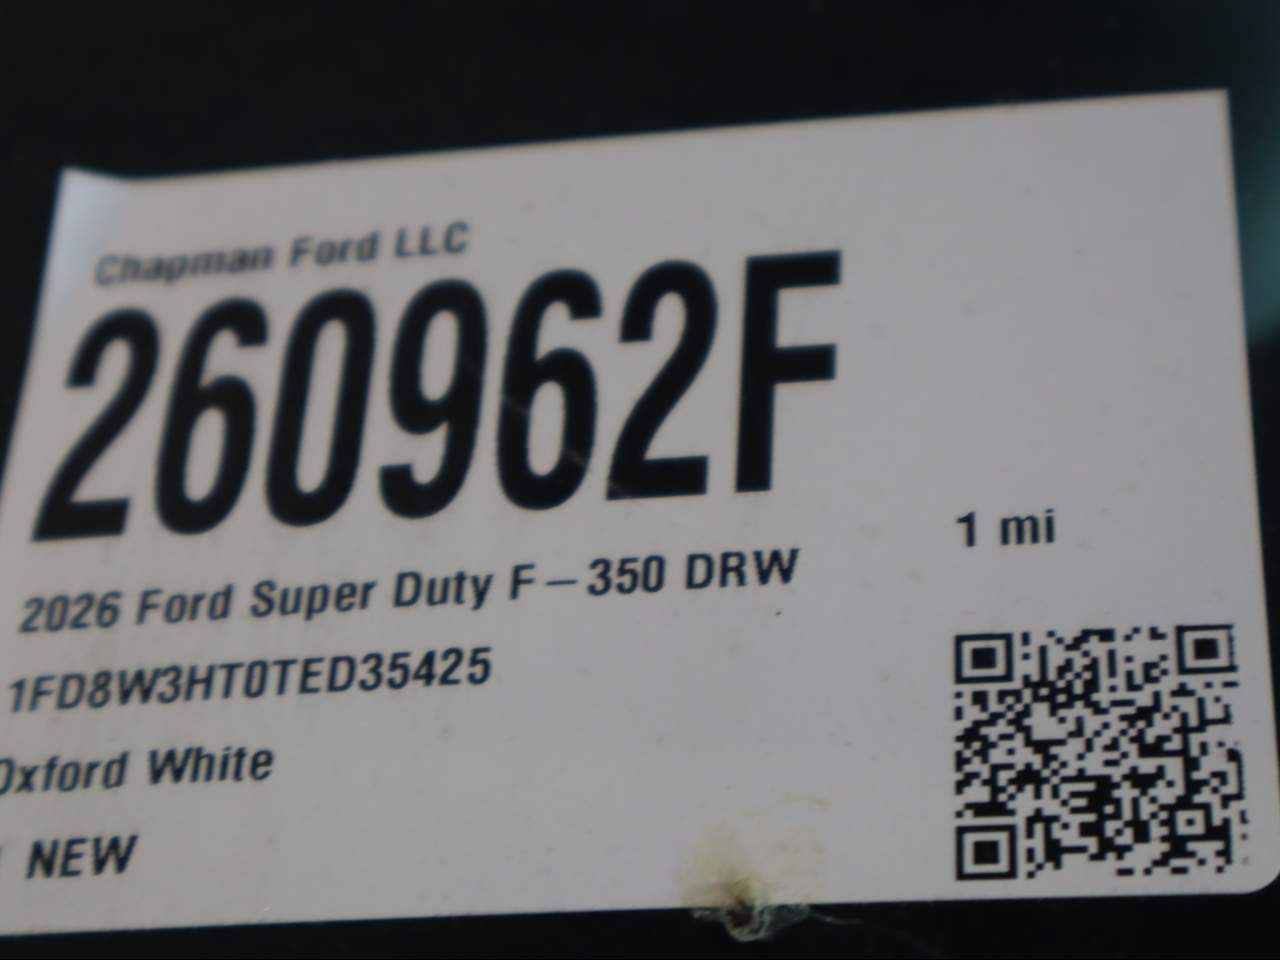 Chapman Ford LLC
260962F
1 mi
2026 Ford Super Duty F-350 DRW
1FD8W3HT0TED35425
Oxford White
NEW